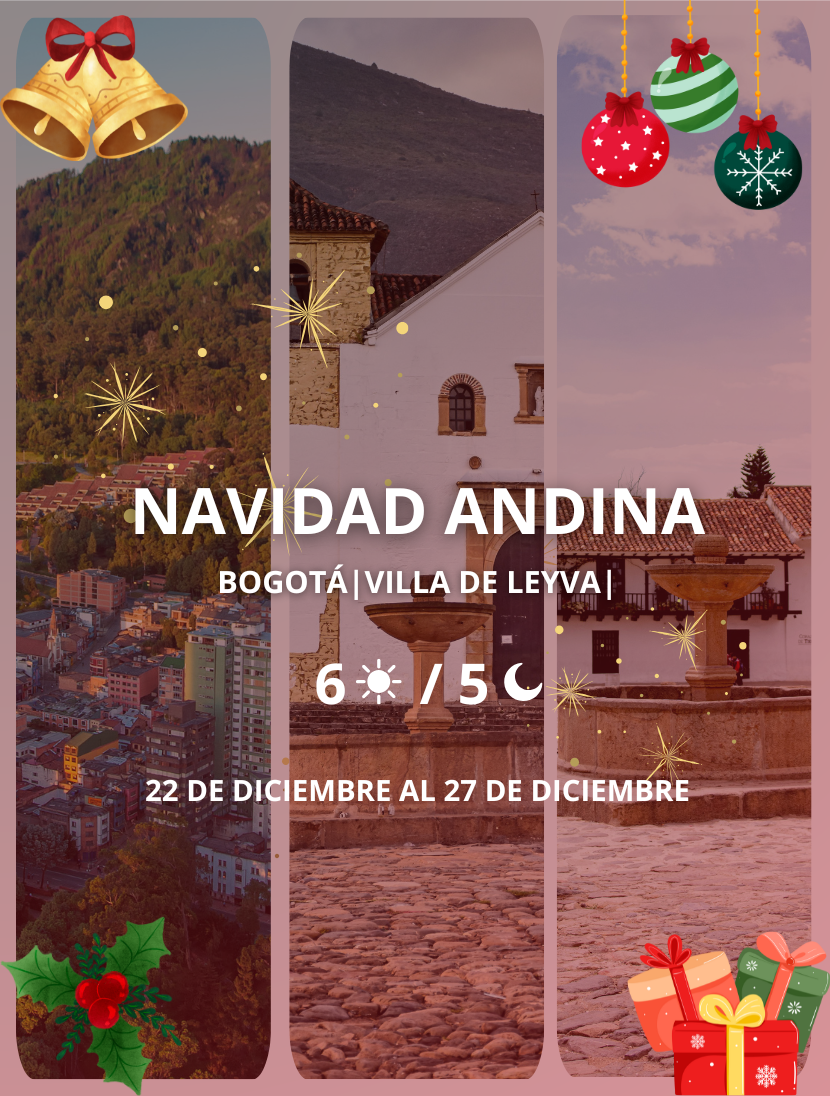 NAVIDAD ANDINA
BOGOTÁ|VILLA DE LEYVA|
6 / 5
22 DE DICIEMBRE AL 27 DE DICIEMBRE